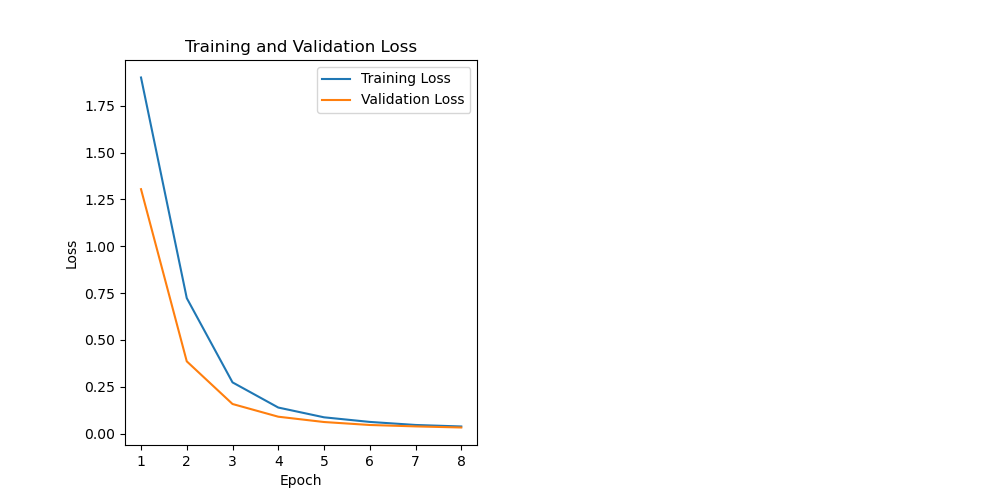 Training and Validation Loss
Training Loss
Validation Loss
1.75
1.50
1.25
1.00
0.75
0.50
0.25
0.00
Loss
1 2 3 4 5 6 7 8
Epoch